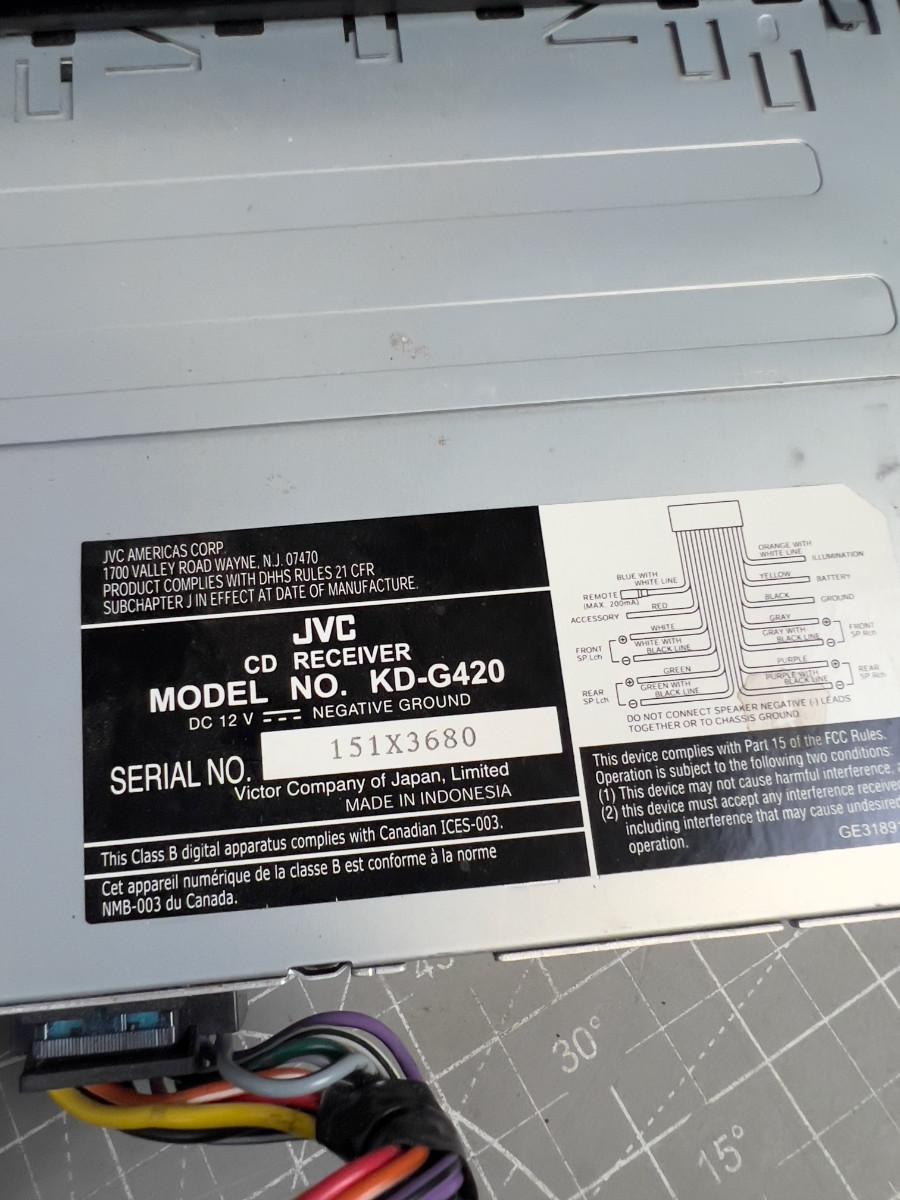 JVC AMERICAS CORP.
1700 VALLEY ROAD WAYNE, N.J. 07470
PRODUCT COMPLIES WITH DHHS RULES 21 CFR
SUBCHAPTER J IN EFFECT AT DATE OF MANUFACTURE.
JVC
CD RECEIVER
MODEL NO. KD-G420
DC 12 V NEGATIVE GROUND
SERIAL NO. 151X3680
Victor Company of Japan, Limited
MADE IN INDONESIA
This Class B digital apparatus complies with Canadian ICES-003.
Cet appareil numérique de la classe B est conforme à la norme
NMB-003 du Canada.
BLUE WITH
WHITE LINE
REMOTE
(MAX. 200mA)
RED
ACCESSORY
WHITE
WHITE WITH
BLACK LINE
FRONT
SP.Lch
GREEN
GREEN WITH
BLACK LINE
REAR
SP.Lch
ORANGE WITH
WHITE LINE
ILLUMINATION
YELLOW
BATTERY
BLACK
GROUND
GRAY
GRAY WITH
BLACK LINE
FRONT
SP.Rch
PURPLE
PURPLE WITH
BLACK LINE
REAR
SP.Rch
DO NOT CONNECT SPEAKER NEGATIVE (-) LEADS
TOGETHER OR TO CHASSIS GROUND.
This device complies with Part 15 of the FCC Rules.
Operation is subject to the following two conditions:
(1) This device may not cause harmful interference,
(2) this device must accept any interference
including interference that may cause
operation.
GE3189
45
30°
15°